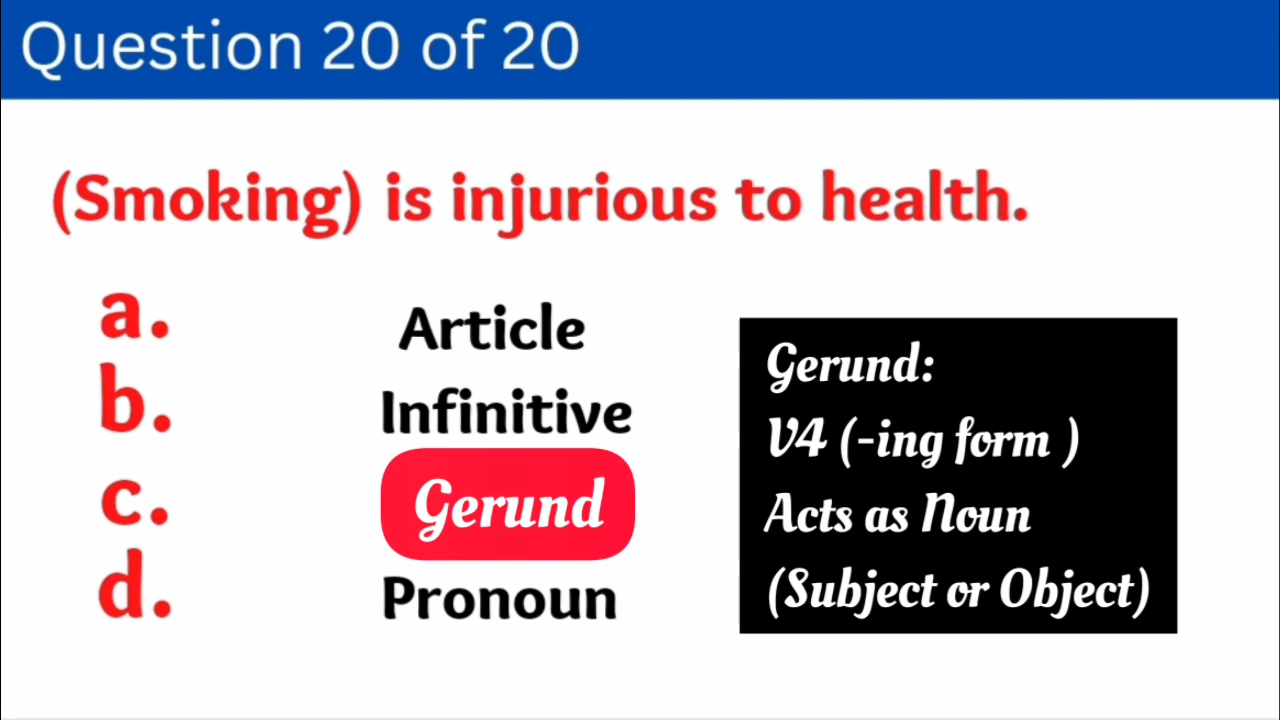 Question 20 of 20
(Smoking) is injurious to health.
a. Article
b. Infinitive
c. Gerund
d. Pronoun
Gerund:
V4 (-ing form )
Acts as Noun
(Subject or Object)